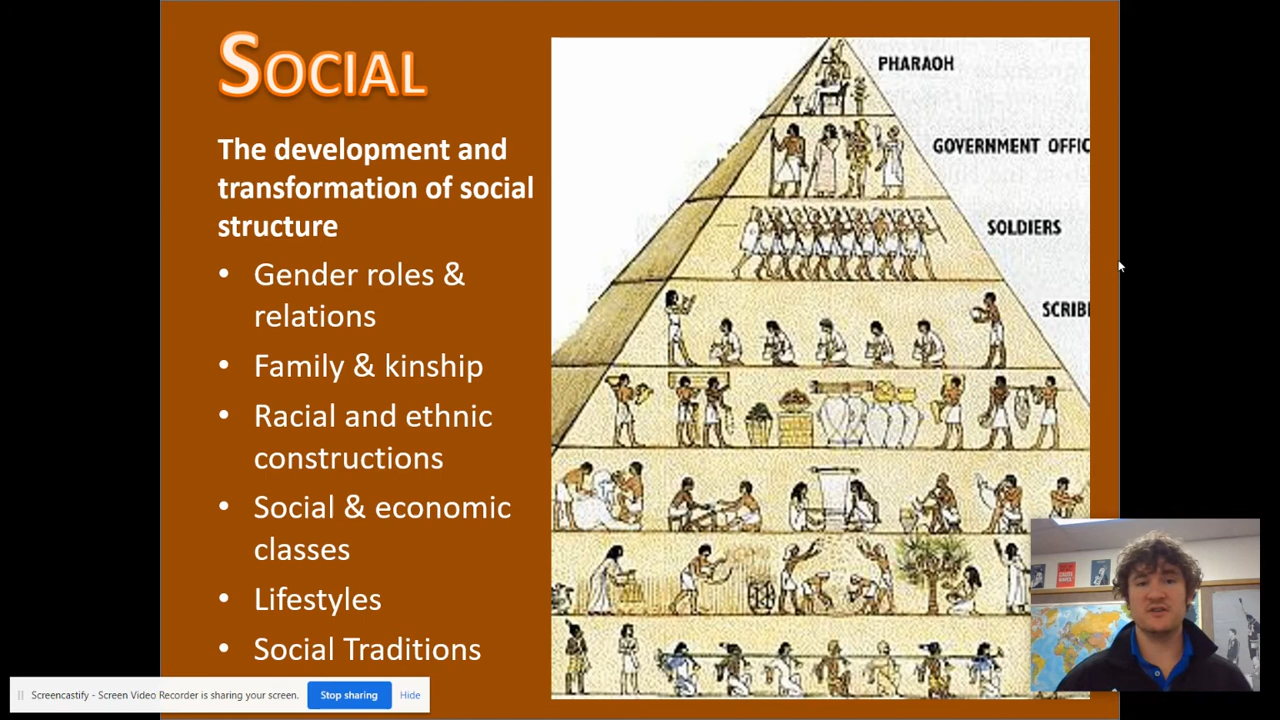 SOCIAL
The development and
transformation of social
structure
• Gender roles &
relations
• Family & kinship
• Racial and ethnic
constructions
• Social & economic
classes
• Lifestyles
• Social Traditions
PHARAOH
GOVERNMENT OFFIC
SOLDIERS
SCRIB
Screencastify - Screen Video Recorder is sharing your screen. Stop sharing Hide